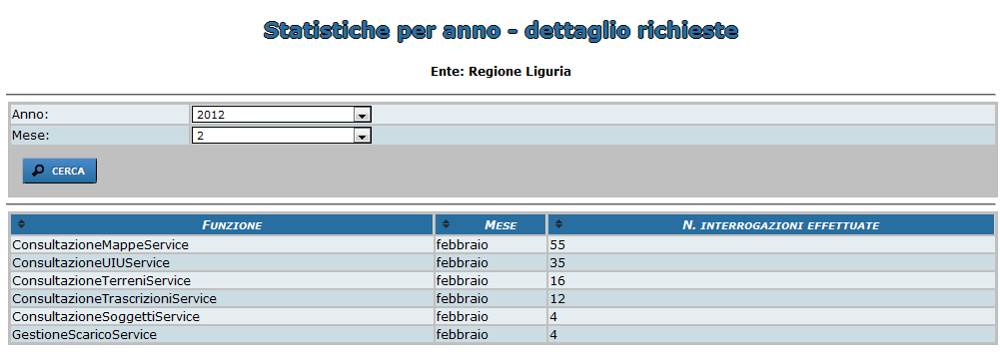 Statistiche per anno - dettaglio richieste
Ente: Regione Liguria
Anno: 2012
Mese: 2
CERCA
FUNZIONE MESE N. INTERROGAZIONI EFFETTUATE
ConsultazioneMappeService febbraio 55
ConsultazioneUIUService febbraio 35
ConsultazioneTerreniService febbraio 16
ConsultazioneTrascrizioniService febbraio 12
ConsultazioneSoggettiService febbraio 4
GestioneScaricoService febbraio 4